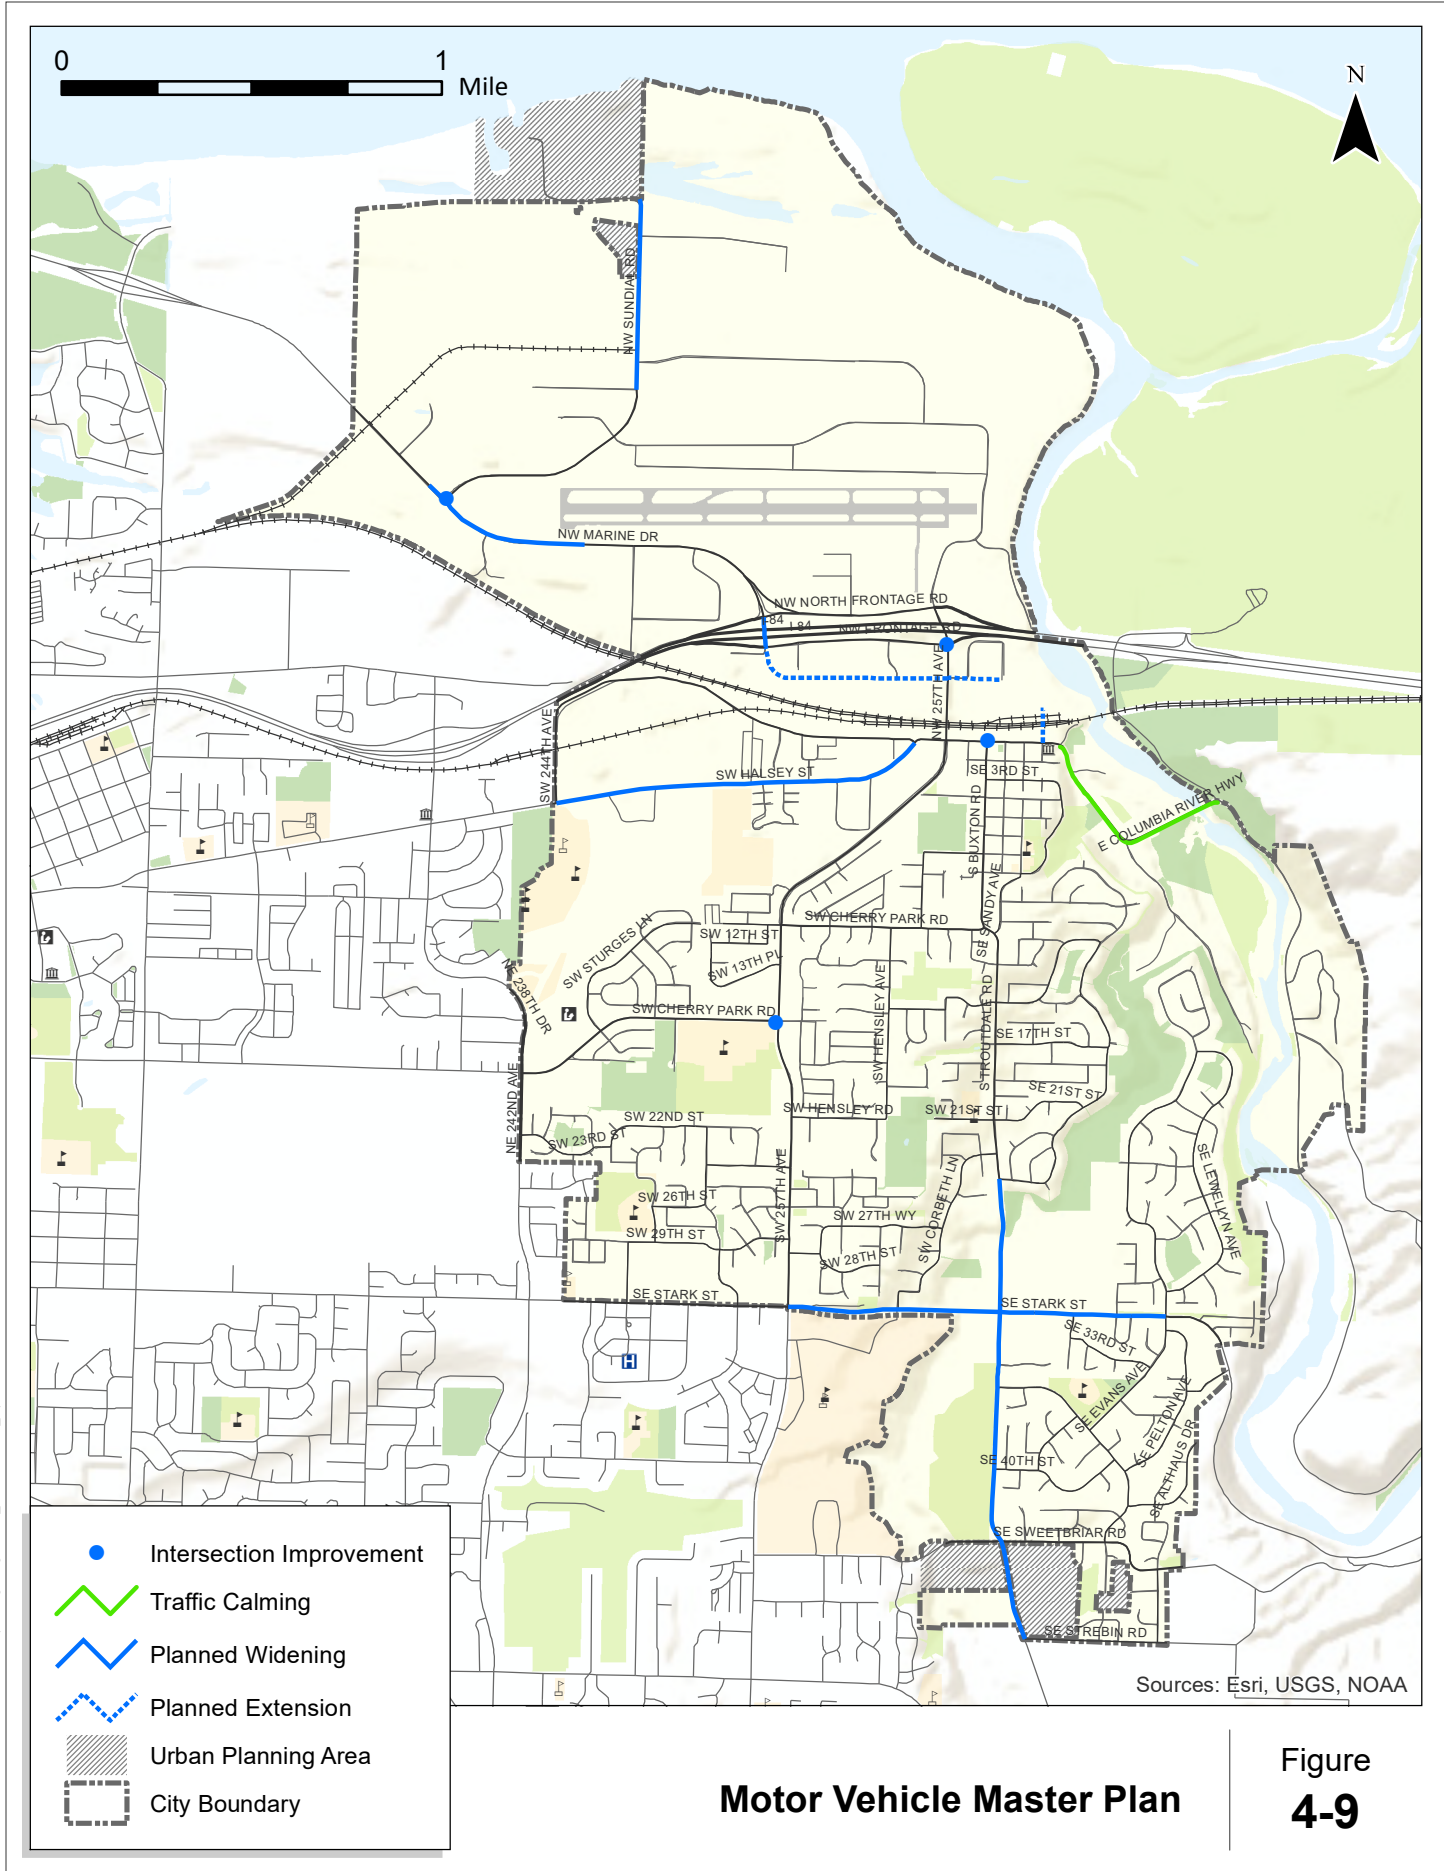 0 1
Mile
N
NW SUNDIAL RD
NW MARINE DR
NW NORTH FRONTAGE RD
I-84 I-84
NW FRONTAGE RD
NW 257TH AVE
SW 244TH AVE
SW HALSEY ST
SE 3RD ST
E COLUMBIA RIVER HWY
S BUXTON RD
SE SANDY AVE
SW CHERRY PARK RD
SW STURGES LN
SW 12TH ST
SW 13TH PL
NE 238TH DR
SW CHERRY PARK RD
SW HENSLEY AVE
S TROUTDALE RD
SE 17TH ST
NE 242ND AVE
SE 21ST ST
SW 22ND ST
SW HENSLEY RD
SW 21ST ST
SW 23RD ST
SW 257TH AVE
SW CORBETH LN
SE LEWELLYN AVE
SW 26TH ST
SW 27TH WY
SW 29TH ST
SW 28TH ST
SE STARK ST
SE STARK ST
SE 33RD ST
SE EVANS AVE
SE PELTON AVE
SE ALTHAUS DR
SE 40TH ST
SE SWEETBRIAR RD
SE STREBIN RD
H
Intersection Improvement
Traffic Calming
Planned Widening
Planned Extension
Urban Planning Area
City Boundary
Sources: Esri, USGS, NOAA
Motor Vehicle Master Plan
Figure
4-9